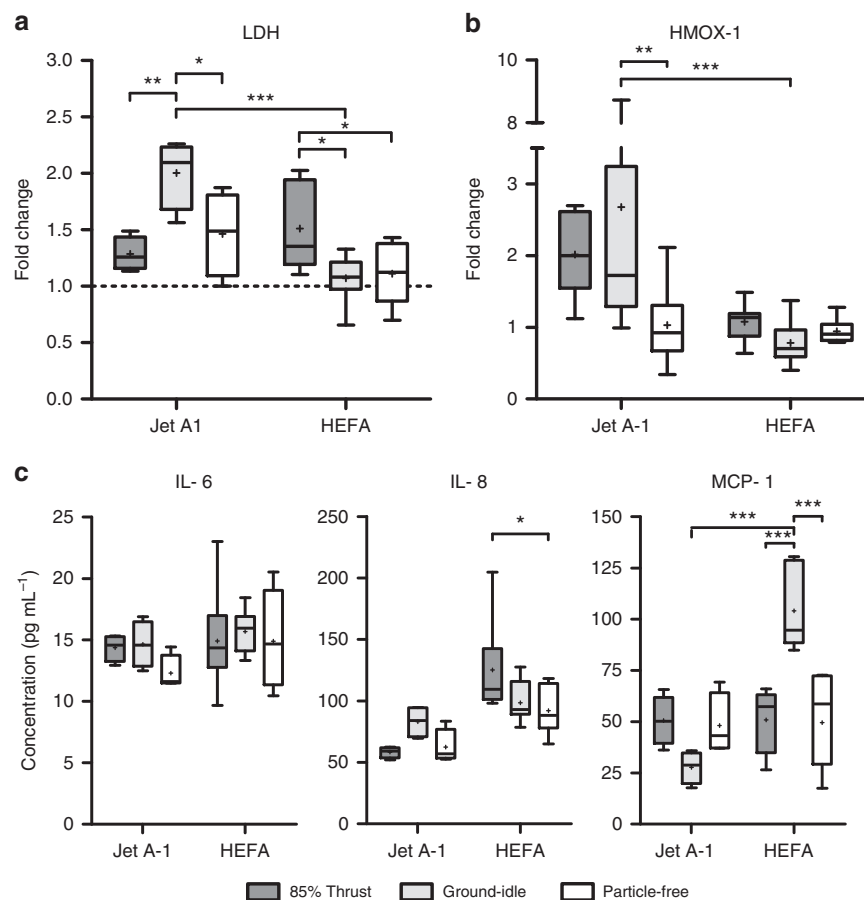 a
LDH
Fold change
3.0
2.5
2.0
1.5
1.0
0.5
0.0
**
*
***
*
*
Jet A1 HEFA
b
HMOX-1
Fold change
10
8
3
2
1
0
**
***
Jet A-1 HEFA
c
IL- 6
Concentration (pg mL⁻¹)
25
20
15
10
5
0
Jet A-1 HEFA
IL- 8
250
200
150
100
50
0
*
Jet A-1 HEFA
MCP- 1
150
125
100
75
50
25
0
***
***
***
Jet A-1 HEFA
85% Thrust Ground-idle Particle-free